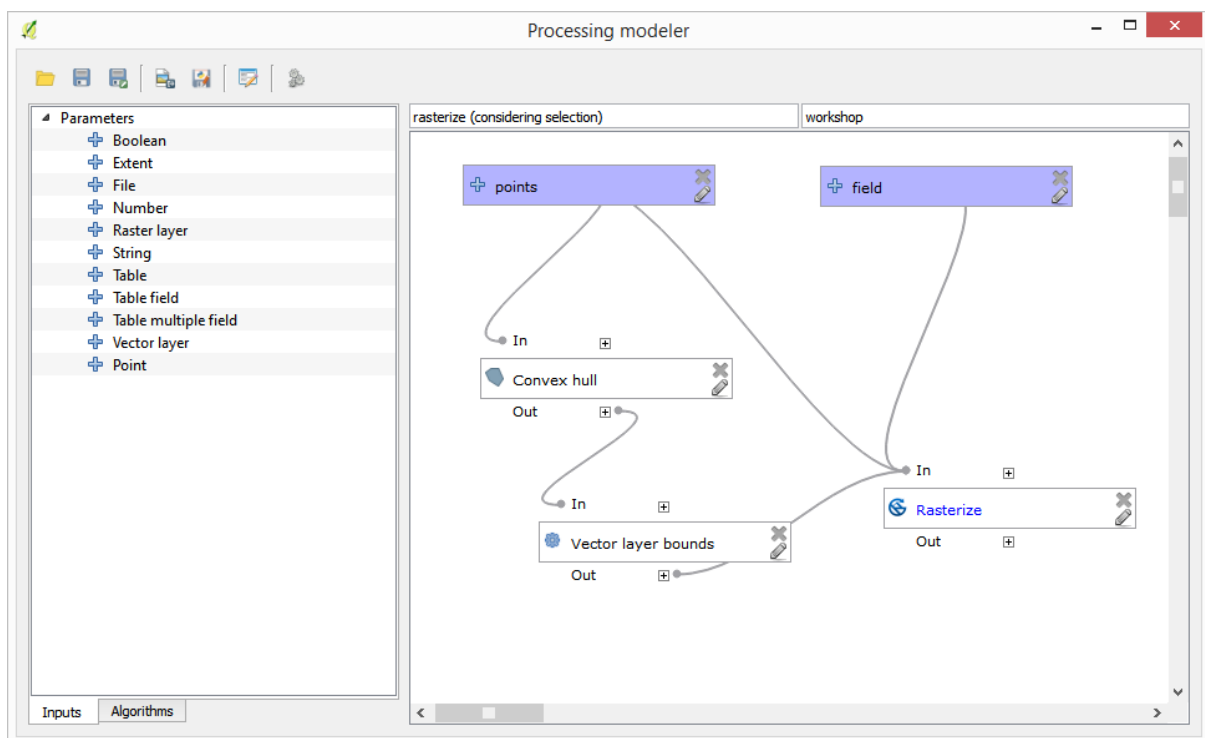 Processing modeler
Parameters
Boolean
Extent
File
Number
Raster layer
String
Table
Table field
Table multiple field
Vector layer
Point
Inputs
Algorithms
rasterize (considering selection)
workshop
points
field
In
Convex hull
Out
In
Rasterize
Out
In
Vector layer bounds
Out